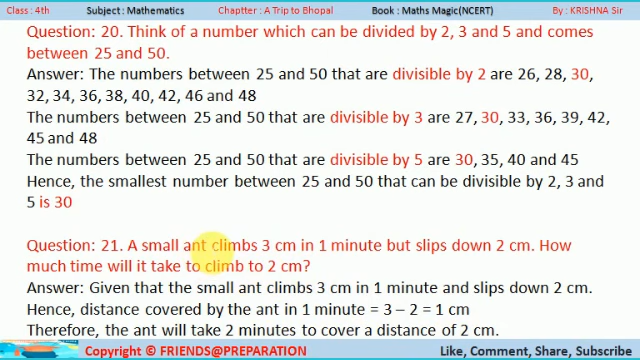 Class : 4th Subject : Mathematics Chaptter : A Trip to Bhopal Book : Maths Magic(NCERT) By : KRISHNA Sir
Question: 20. Think of a number which can be divided by 2, 3 and 5 and comes
between 25 and 50.
Answer: The numbers between 25 and 50 that are divisible by 2 are 26, 28, 30,
32, 34, 36, 38, 40, 42, 46 and 48
The numbers between 25 and 50 that are divisible by 3 are 27, 30, 33, 36, 39, 42,
45 and 48
The numbers between 25 and 50 that are divisible by 5 are 30, 35, 40 and 45
Hence, the smallest number between 25 and 50 that can be divisible by 2, 3 and
5 is 30
Question: 21. A small ant climbs 3 cm in 1 minute but slips down 2 cm. How
much time will it take to climb to 2 cm?
Answer: Given that the small ant climbs 3 cm in 1 minute and slips down 2 cm.
Hence, distance covered by the ant in 1 minute = 3 – 2 = 1 cm
Therefore, the ant will take 2 minutes to cover a distance of 2 cm.
Copyright © FRIENDS@PREPARATION Like, Comment, Share, Subscribe